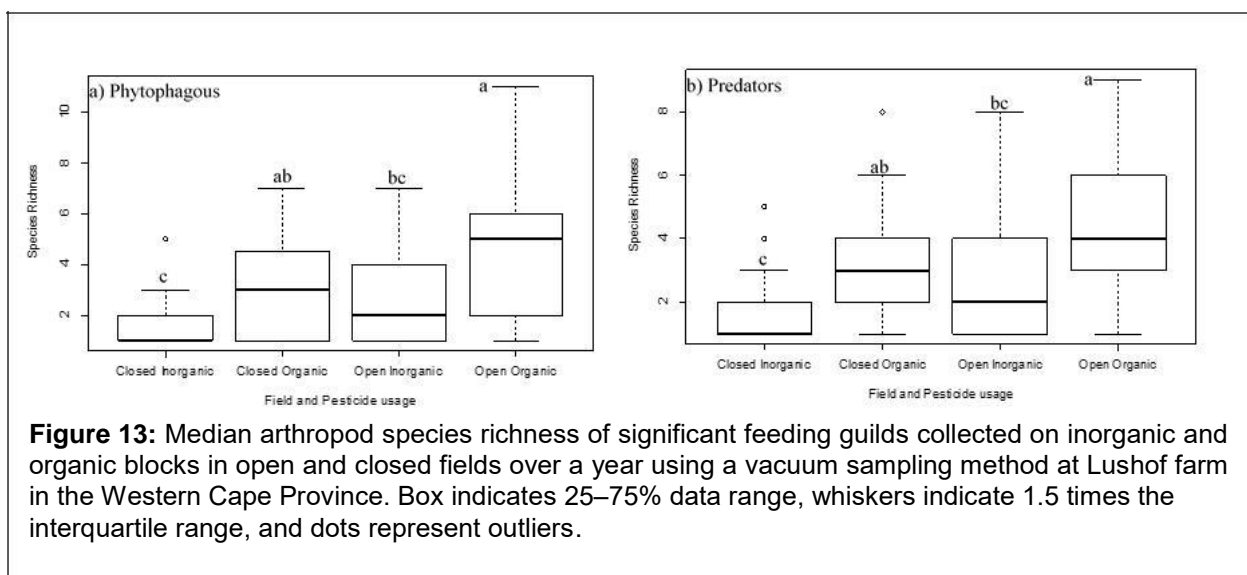 a) Phytophagous
a
ab
bc
c
Species Richness
10
8
6
4
2
Closed Inorganic Closed Organic Open Inorganic Open Organic
Field and Pesticide usage
b) Predators
a
bc
ab
c
Species Richness
8
6
4
2
Closed Inorganic Closed Organic Open Inorganic Open Organic
Field and Pesticide usage
Figure 13: Median arthropod species richness of significant feeding guilds collected on inorganic and
organic blocks in open and closed fields over a year using a vacuum sampling method at Lushof farm
in the Western Cape Province. Box indicates 25–75% data range, whiskers indicate 1.5 times the
interquartile range, and dots represent outliers.